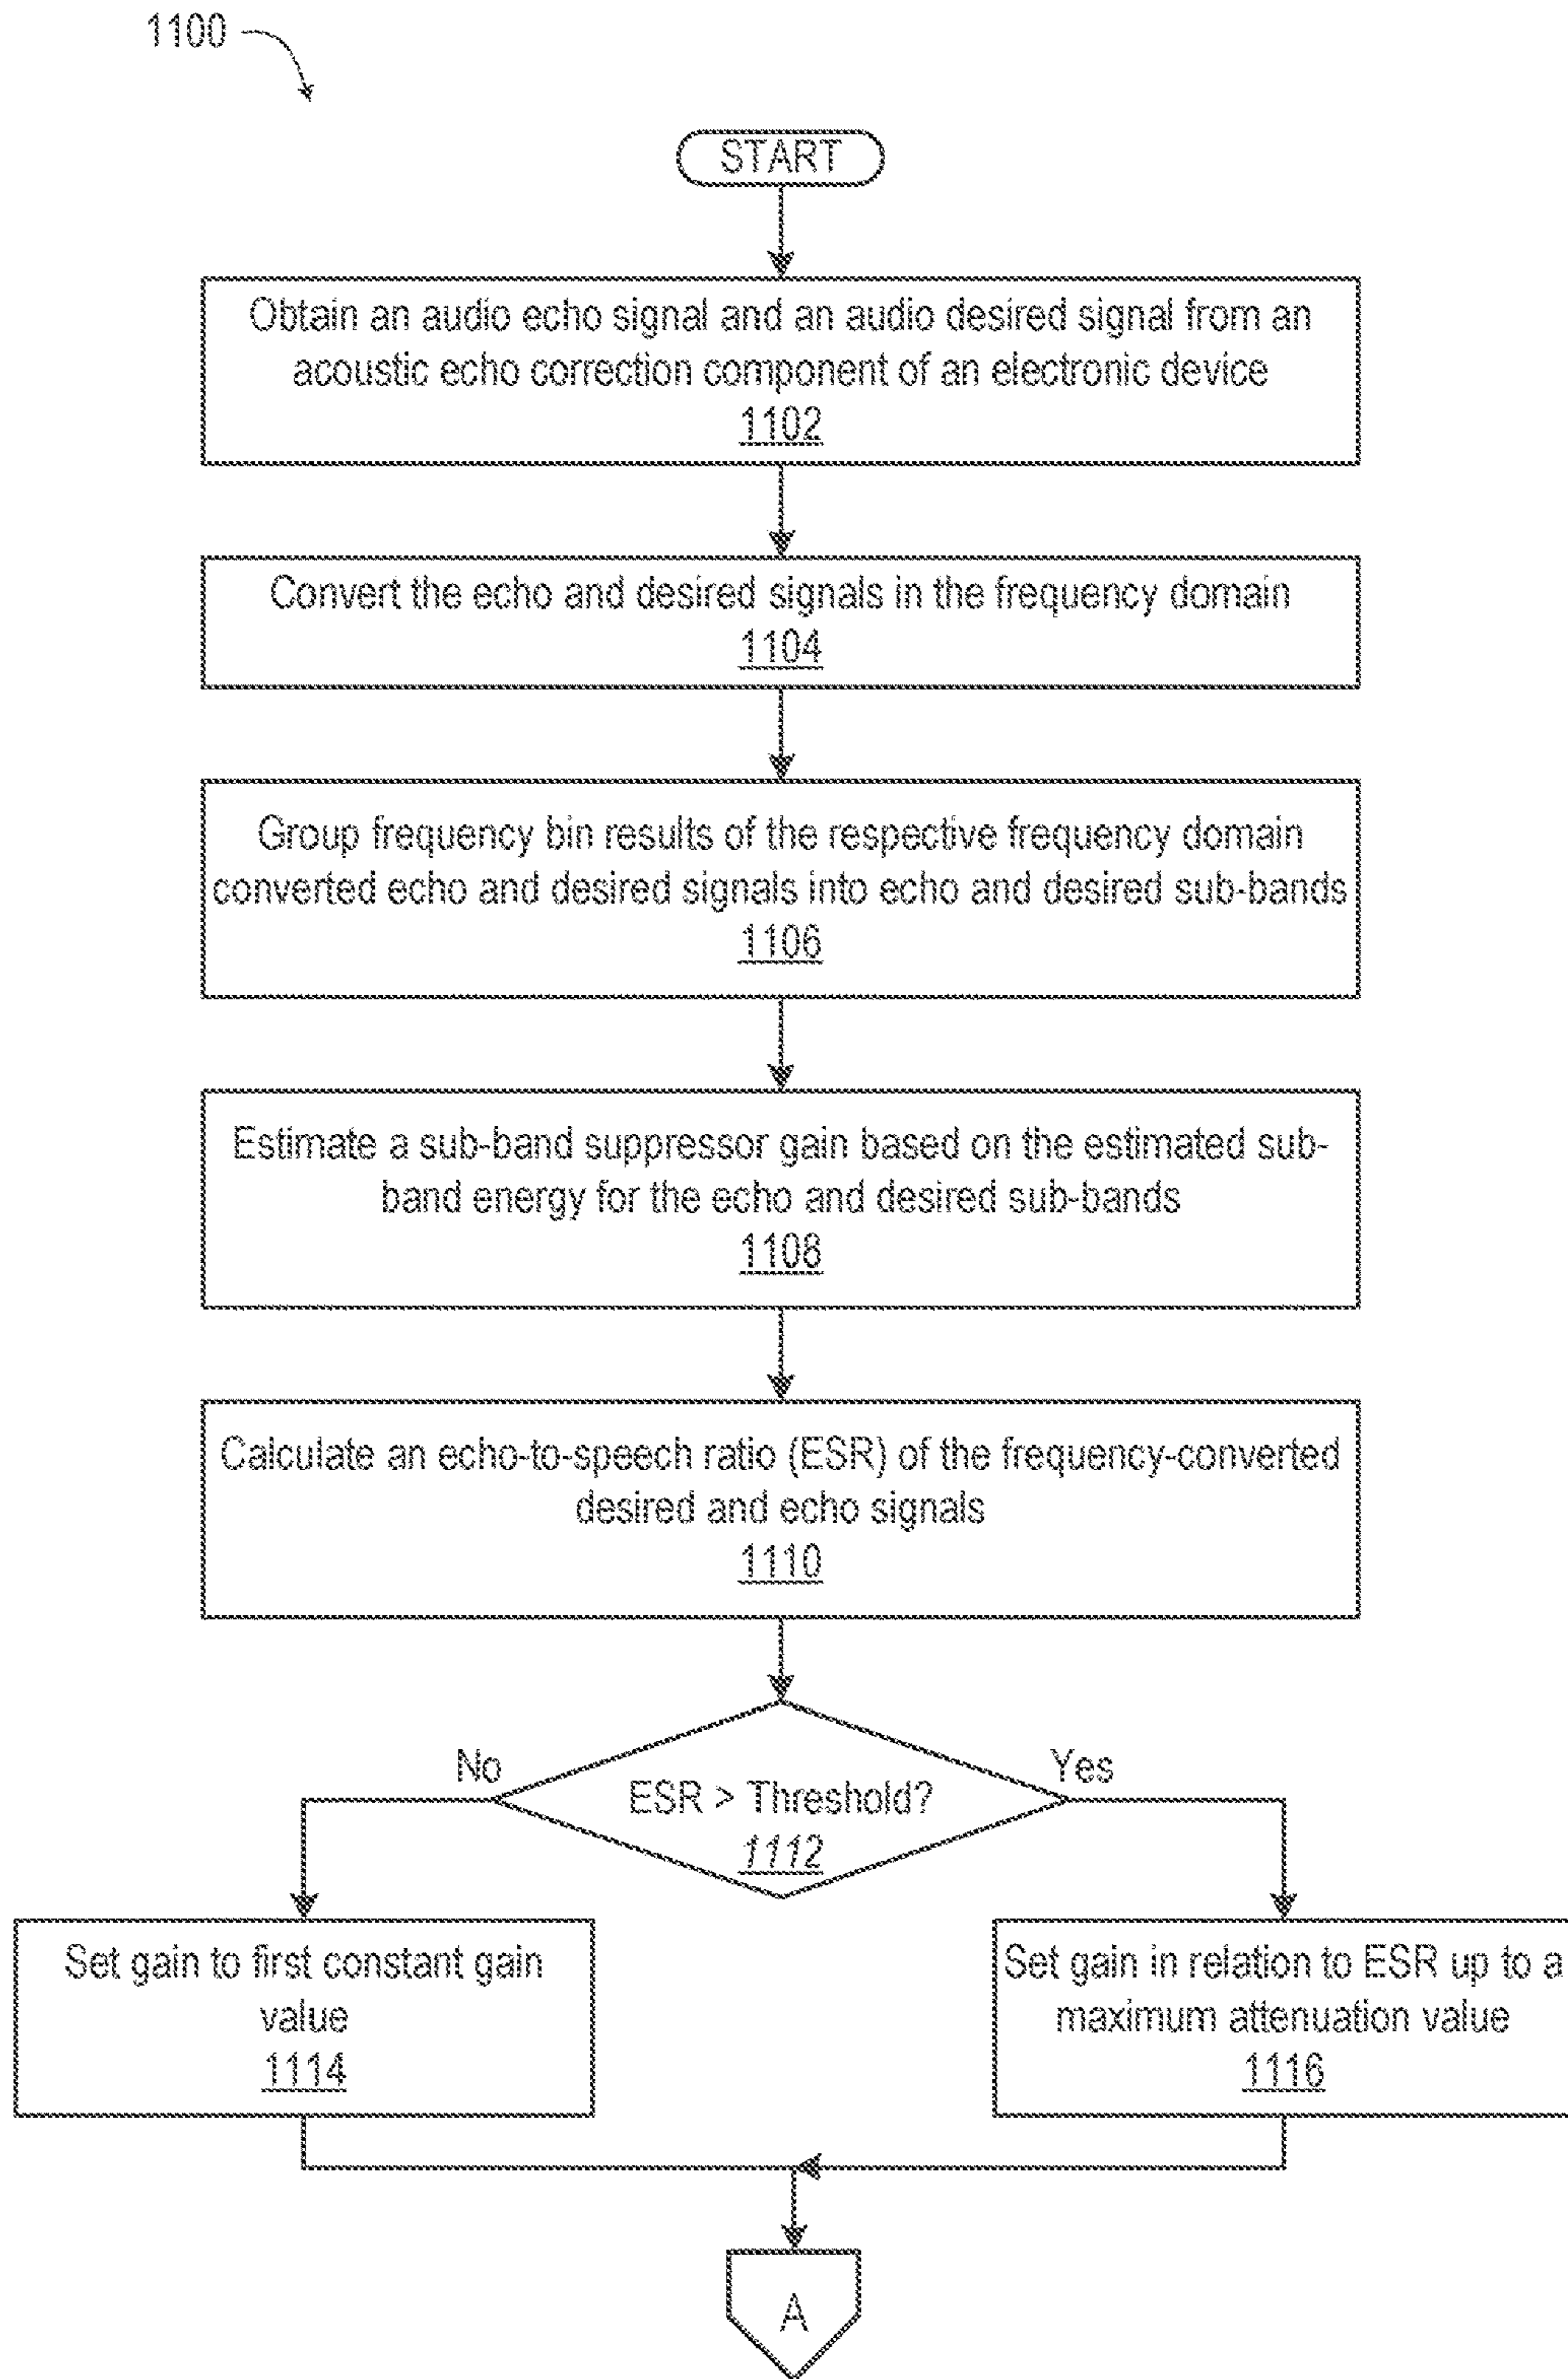 1100
START
Obtain an audio echo signal and an audio desired signal from an
acoustic echo correction component of an electronic device
1102
Convert the echo and desired signals in the frequency domain
1104
Group frequency bin results of the respective frequency domain
converted echo and desired signals into echo and desired sub-bands
1106
Estimate a sub-band suppressor gain based on the estimated sub-
band energy for the echo and desired sub-bands
1108
Calculate an echo-to-speech ratio (ESR) of the frequency-converted
desired and echo signals
1110
No
Yes
ESR > Threshold?
1112
Set gain to first constant gain
value
1114
Set gain in relation to ESR up to a
maximum attenuation value
1116
A